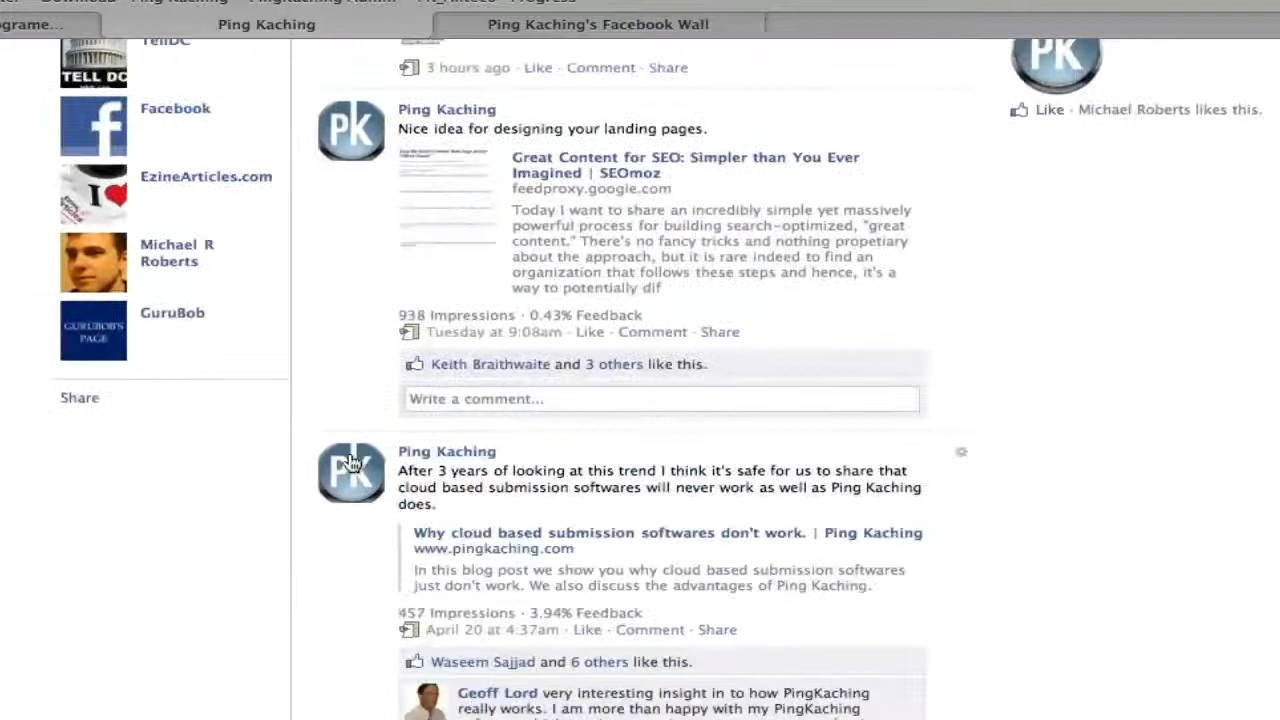 Ping Kaching
Ping Kaching's Facebook Wall
TellDC
TELL DC
Facebook
EzineArticles.com
I
Michael R
Roberts
GURUBOB'S
PAGE
GuruBob
Share
3 hours ago · Like · Comment · Share
PK
Ping Kaching
Nice idea for designing your landing pages.
Great Content for SEO: Simpler than You Ever
Imagined | SEOmoz
feedproxy.google.com
Today I want to share an incredibly simple yet massively
powerful process for building search-optimized, "great
content." There's no fancy tricks and nothing propetiary
about the approach, but it is rare indeed to find an
organization that follows these steps and hence, it's a
way to potentially dif
938 Impressions · 0.43% Feedback
Tuesday at 9:08am · Like · Comment · Share
Keith Braithwaite and 3 others like this.
Write a comment...
PK
Ping Kaching
After 3 years of looking at this trend I think it's safe for us to share that
cloud based submission softwares will never work as well as Ping Kaching
does.
Why cloud based submission softwares don't work. | Ping Kaching
www.pingkaching.com
In this blog post we show you why cloud based submission softwares
just don't work. We also discuss the advantages of Ping Kaching.
457 Impressions · 3.94% Feedback
April 20 at 4:37am · Like · Comment · Share
Waseem Sajjad and 6 others like this.
Geoff Lord very interesting insight in to how PingKaching
really works. I am more than happy with my PingKaching
PK
Like · Michael Roberts likes this.